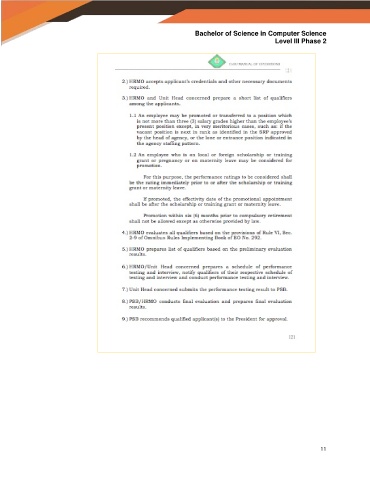 Bachelor of Science in Computer Science
Level III Phase 2
2.) HRMO accepts applicant's credentials and other necessary documents
required.
3.) HRMO and Unit Head concerned prepare a short list of qualifiers
among the applicants.
1.1 An employee may be promoted or transferred to a position which
is not more than three (3) salary grades higher than the employee's
present position except, in very meritorious cases, such as: if the
vacant position is next in rank as identified in the SRP approved
by the head of agency, or the lone or entrance position indicated in
the agency staffing pattern.
1.2 An employee who is on local or foreign scholarship or training
grant or pregnancy or on maternity leave may be considered for
promotion.
For this purpose, the performance ratings to be considered shall
be the rating immediately prior to or after the scholarship or training
grant or maternity leave.
If promoted, the effectivity date of the promotional appointment
shall be after the scholarship or training grant or maternity leave.
Promotion within six (6) months prior to compulsory retirement
shall not be allowed except as otherwise provided by law.
4.) HRMO evaluates all qualifiers based on the provisions of Rule VI, Sec.
2-9 of Omnibus Rules Implementing Book of EO No. 292.
5.) HRMO prepares list of qualifiers based on the preliminary evaluation
results.
6.) HRMO/Unit Head concerned prepares a schedule of performance
testing and interview, notify qualifiers of their respective schedule of
testing and interview and conduct performance testing and interview.
7.) Unit Head concerned submits the performance testing result to PSB.
8.) PSB/HRMO conducts final evaluation and prepares final evaluation
results.
9.) PSB recommends qualified applicant(s) to the President for approval.
11